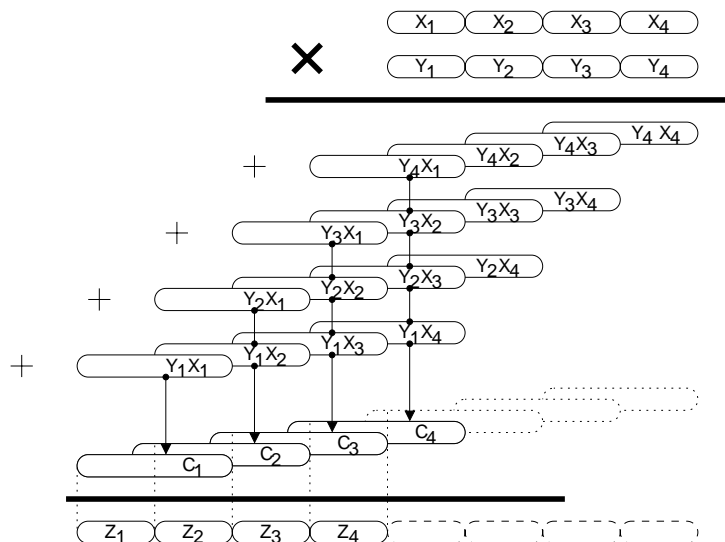 X₁ X₂ X₃ X₄
× Y₁ Y₂ Y₃ Y₄
+ Y₄X₁ Y₄X₂ Y₄X₃ Y₄ X₄
+ Y₃X₁ Y₃X₂ Y₃X₃ Y₃X₄
+ Y₂X₁ Y₂X₂ Y₂X₃ Y₂X₄
+ Y₁X₁ Y₁X₂ Y₁X₃ Y₁X₄
C₁ C₂ C₃ C₄
Z₁ Z₂ Z₃ Z₄